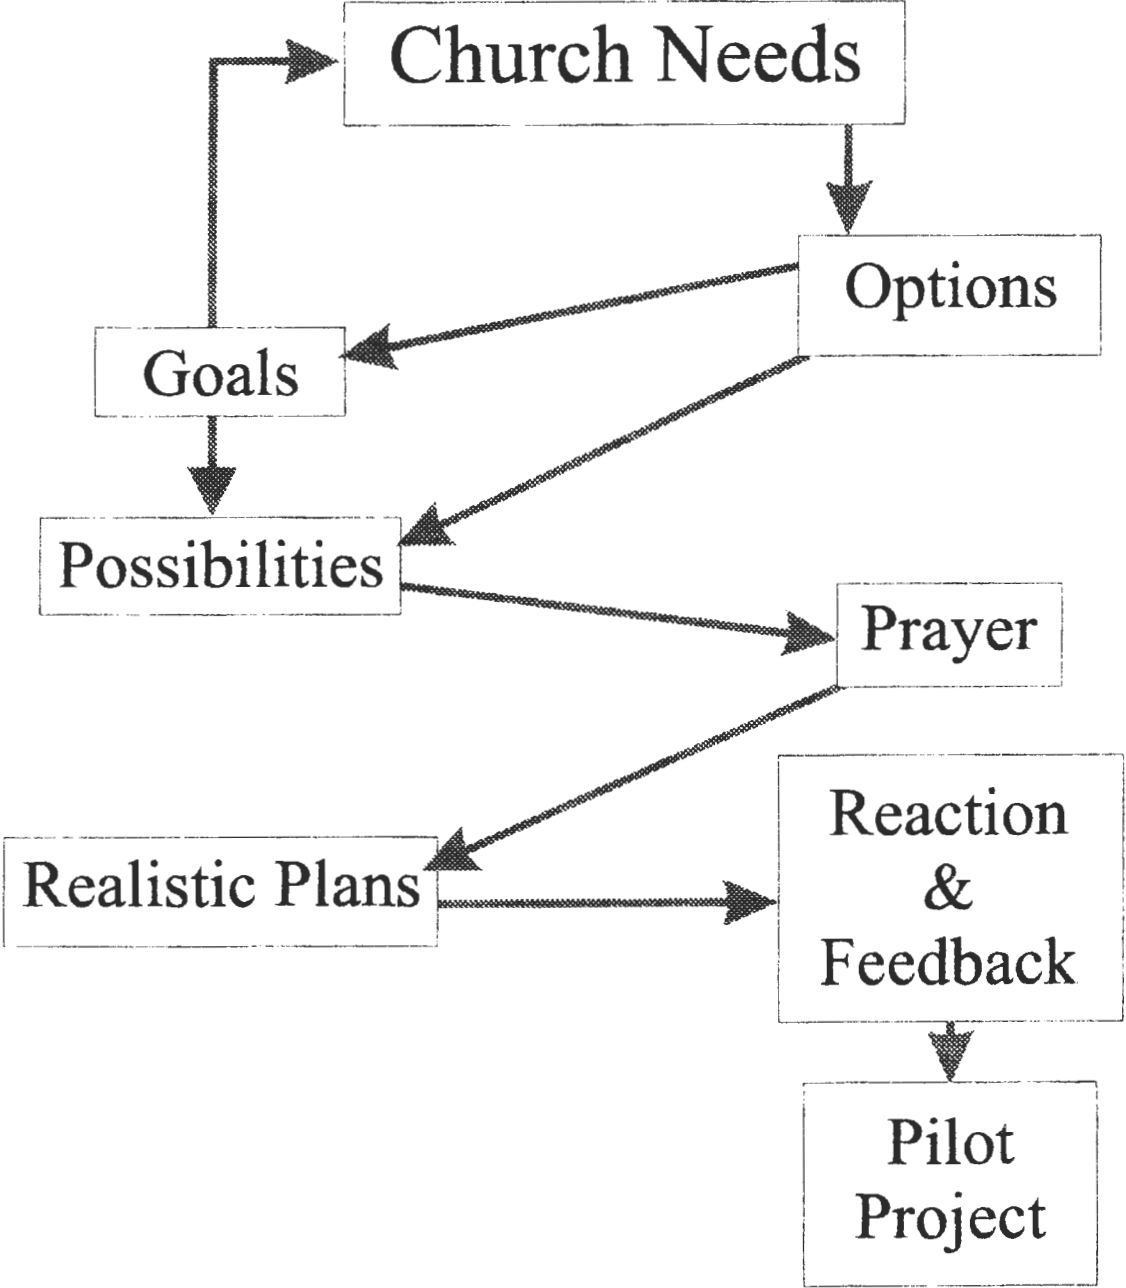 Church Needs
Options
Goals
Possibilities
Prayer
Realistic Plans
Reaction
&
Feedback
Pilot
Project